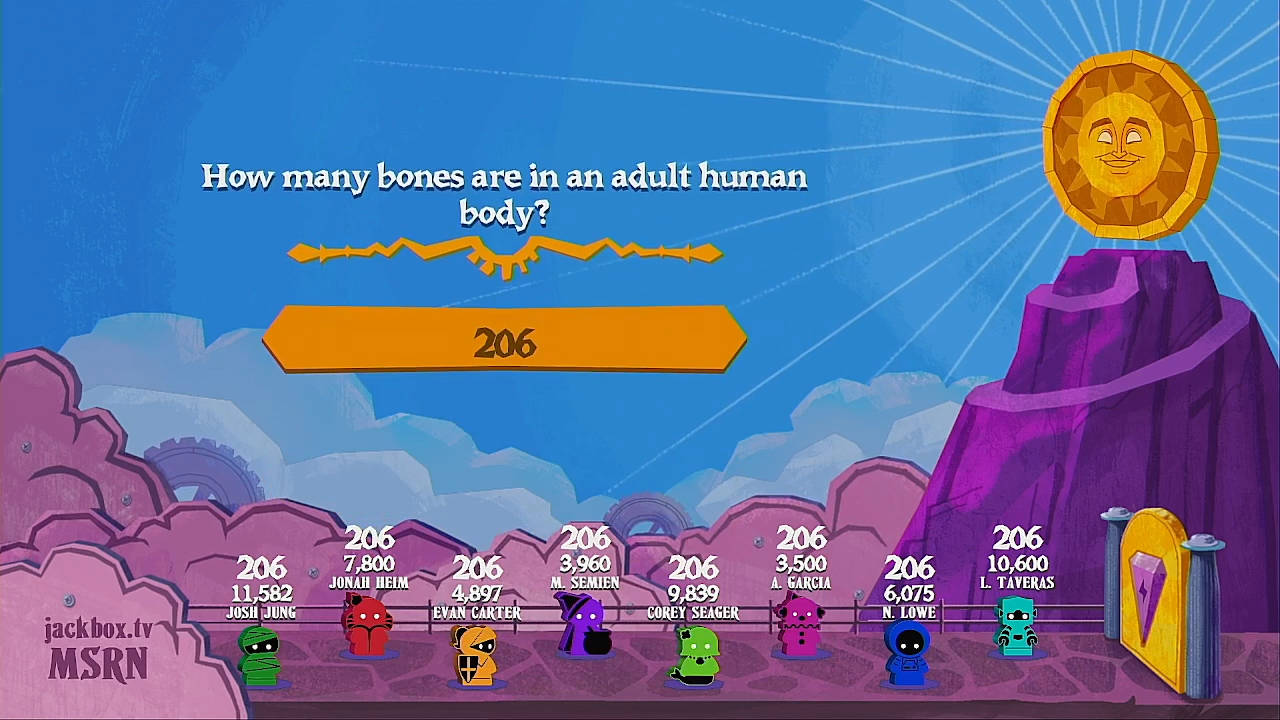 How many bones are in an adult human
body?
206
206
11,582
JOSH JUNG
206
7,800
JONAH HEIM
206
4,897
EVAN CARTER
206
3,960
M. SEMIEN
206
9,839
COREY SEAGER
206
3,500
A. GARCIA
206
6,075
N. LOWE
206
10,600
L. TAVERAS
jackbox.tv
MSRN